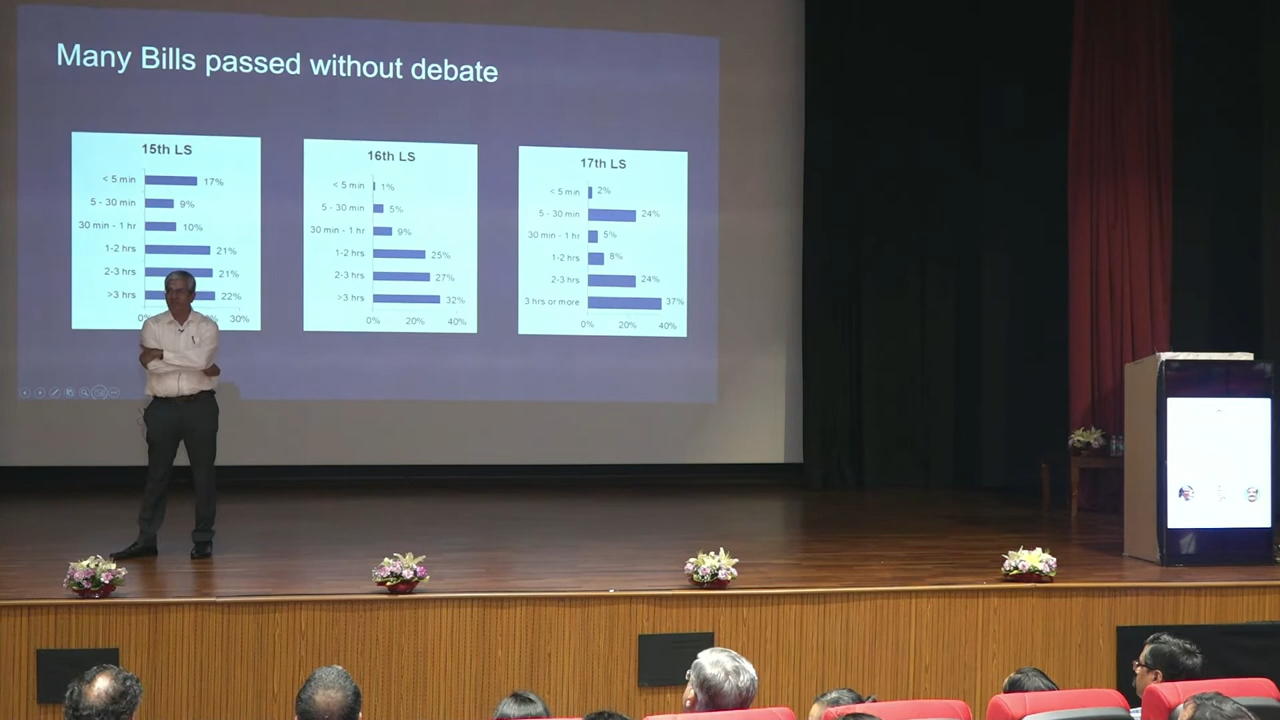 Many Bills passed without debate
15th LS
< 5 min 17%
5 - 30 min 9%
30 min - 1 hr 10%
1-2 hrs 21%
2-3 hrs 21%
>3 hrs 22%
30%
16th LS
< 5 min 1%
5 - 30 min 5%
30 min - 1 hr 9%
1-2 hrs 25%
2-3 hrs 27%
>3 hrs 32%
0% 20% 40%
17th LS
< 5 min 2%
5 - 30 min 24%
30 min - 1 hr 5%
1-2 hrs 8%
2-3 hrs 24%
3 hrs or more 37%
0% 20% 40%